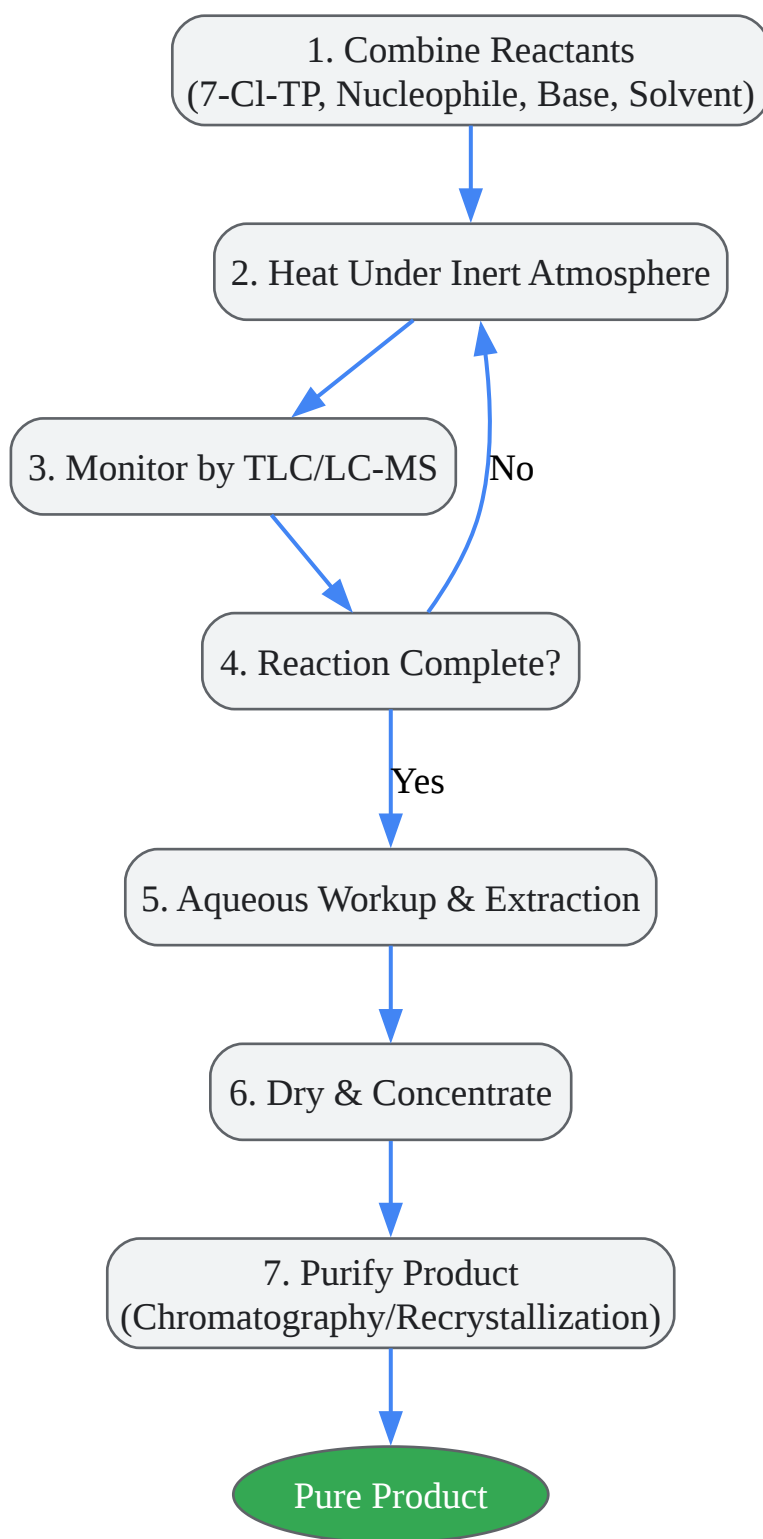 1. Combine Reactants
(7-Cl-TP, Nucleophile, Base, Solvent)
2. Heat Under Inert Atmosphere
3. Monitor by TLC/LC-MS
No
4. Reaction Complete?
Yes
5. Aqueous Workup & Extraction
6. Dry & Concentrate
7. Purify Product
(Chromatography/Recrystallization)
Pure Product